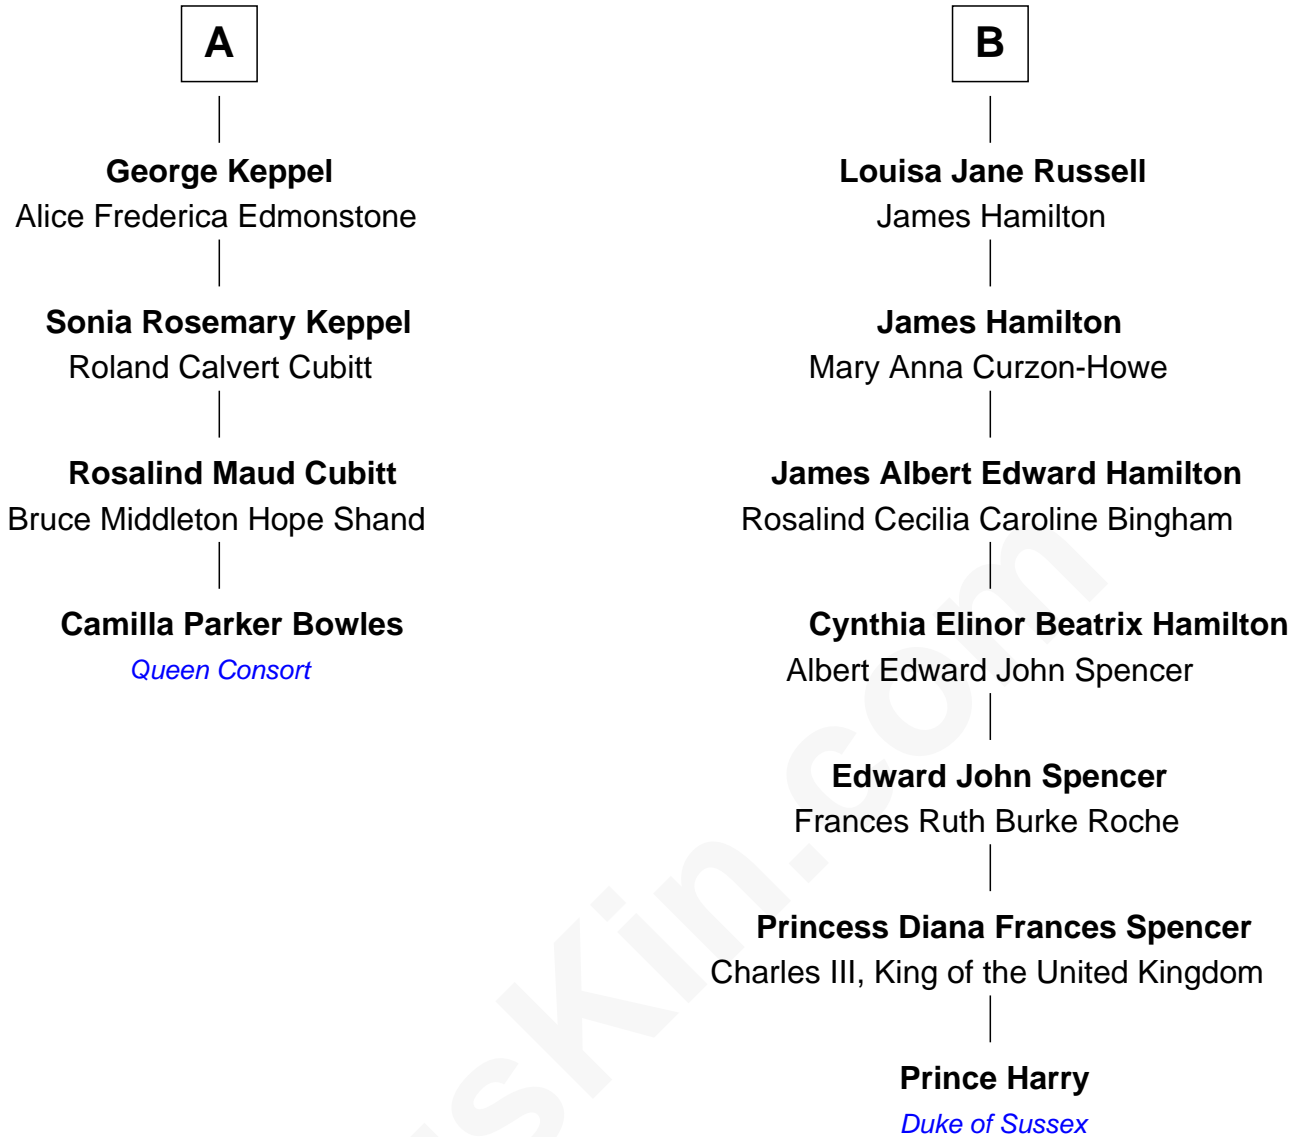 A
George Keppel
Alice Frederica Edmonstone
Sonia Rosemary Keppel
Roland Calvert Cubitt
Rosalind Maud Cubitt
Bruce Middleton Hope Shand
Camilla Parker Bowles
Queen Consort
B
Louisa Jane Russell
James Hamilton
James Hamilton
Mary Anna Curzon-Howe
James Albert Edward Hamilton
Rosalind Cecilia Caroline Bingham
Cynthia Elinor Beatrix Hamilton
Albert Edward John Spencer
Edward John Spencer
Frances Ruth Burke Roche
Princess Diana Frances Spencer
Charles III, King of the United Kingdom
Prince Harry
Duke of Sussex